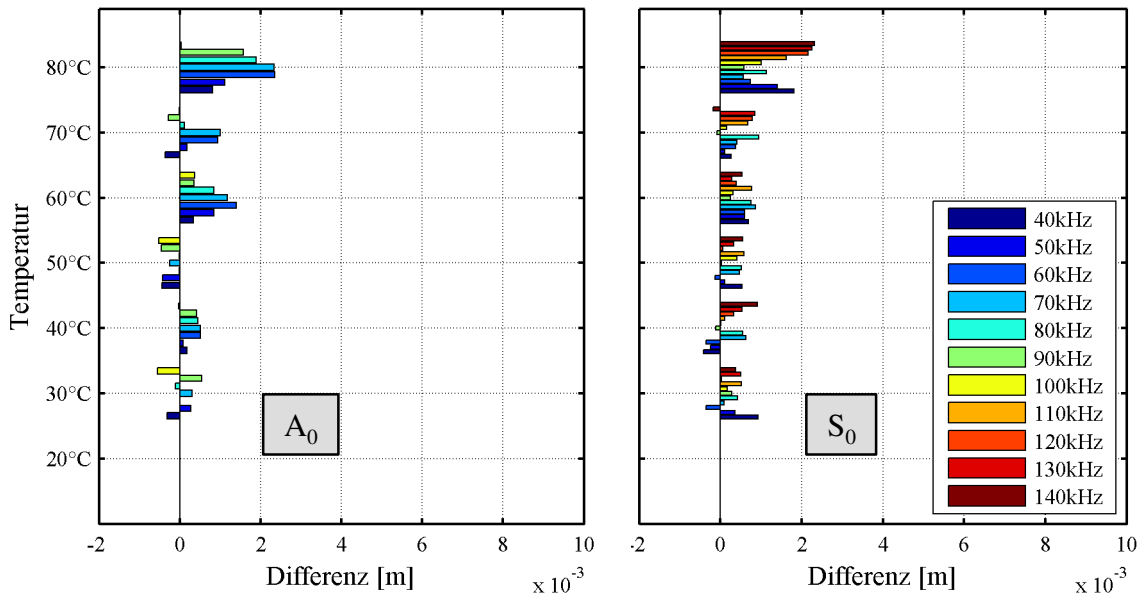 Temperatur
80°C
70°C
60°C
50°C
40°C
30°C
20°C
A₀
-2 0 2 4 6 8 10
Differenz [m]
x 10⁻³
S₀
40kHz
50kHz
60kHz
70kHz
80kHz
90kHz
100kHz
110kHz
120kHz
130kHz
140kHz
-2 0 2 4 6 8 10
Differenz [m]
x 10⁻³